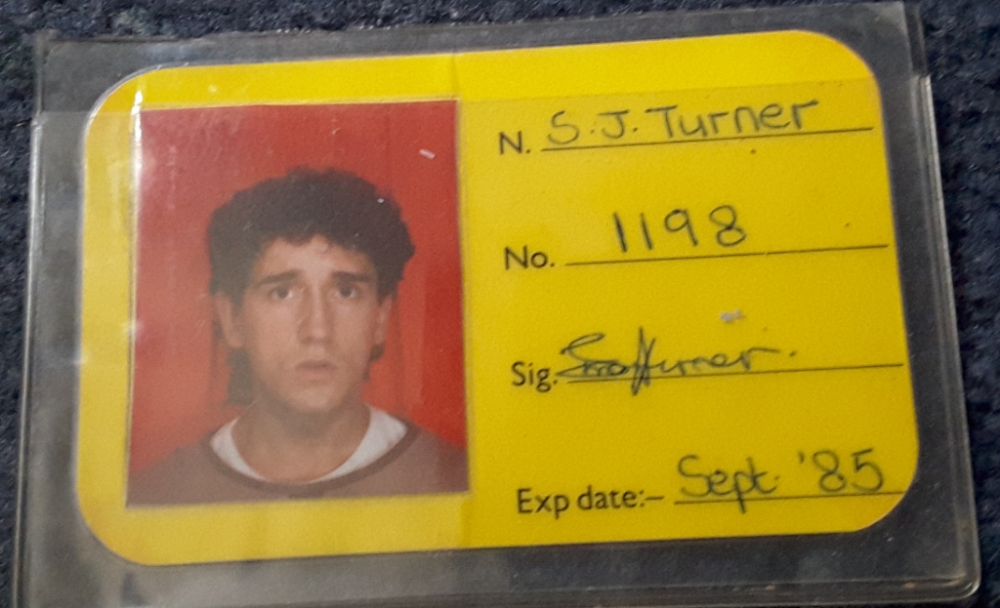 N. S.J. Turner
No. 1198
Sig.
Exp date:- Sept. '85